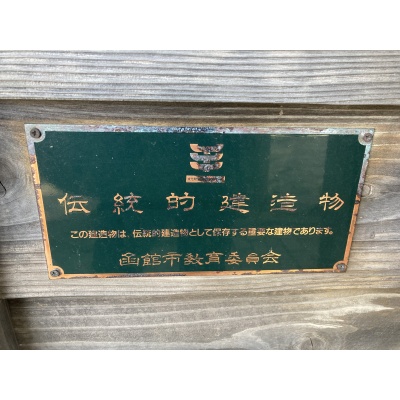 伝統的建造物
この建造物は、伝統的建造物として保存する重要な建物であります。
函館市教育委員会